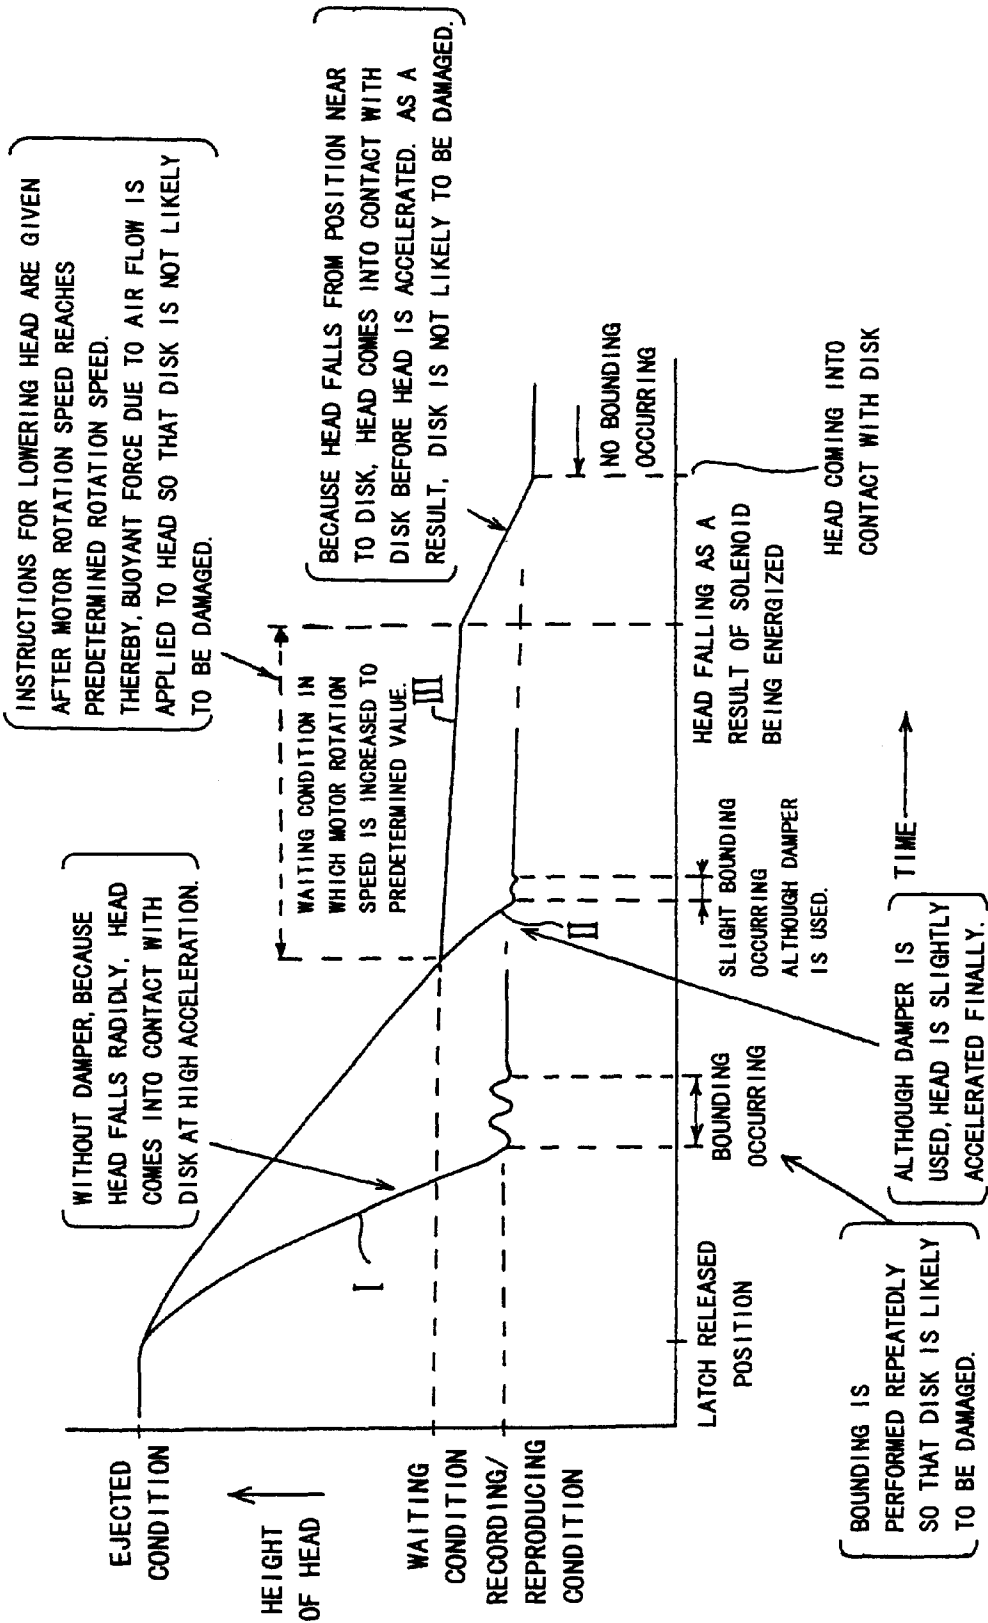 INSTRUCTIONS FOR LOWERING HEAD ARE GIVEN
AFTER MOTOR ROTATION SPEED REACHES
PREDETERMINED ROTATION SPEED.
THEREBY, BUOYANT FORCE DUE TO AIR FLOW IS
APPLIED TO HEAD SO THAT DISK IS NOT LIKELY
TO BE DAMAGED.
WITHOUT DAMPER, BECAUSE
HEAD FALLS RADIDLY, HEAD
COMES INTO CONTACT WITH
DISK AT HIGH ACCELERATION.
BECAUSE HEAD FALLS FROM POSITION NEAR
TO DISK, HEAD COMES INTO CONTACT WITH
DISK BEFORE HEAD IS ACCELERATED. AS A
RESULT, DISK IS NOT LIKELY TO BE DAMAGED.
WAITING CONDITION IN
WHICH MOTOR ROTATION
SPEED IS INCREASED TO
PREDETERMINED VALUE.
EJECTED
CONDITION
HEIGHT
OF HEAD
WAITING
CONDITION
RECORDING/
REPRODUCING
CONDITION
I
II
III
NO BOUNDING
OCCURRING
LATCH RELEASED
POSITION
BOUNDING
OCCURRING
SLIGHT BOUNDING
OCCURRING
ALTHOUGH DAMPER
IS USED.
HEAD FALLING AS A
RESULT OF SOLENOID
BEING ENERGIZED
HEAD COMING INTO
CONTACT WITH DISK
TIME
BOUNDING IS
PERFORMED REPEATEDLY
SO THAT DISK IS LIKELY
TO BE DAMAGED.
ALTHOUGH DAMPER IS
USED, HEAD IS SLIGHTLY
ACCELERATED FINALLY.